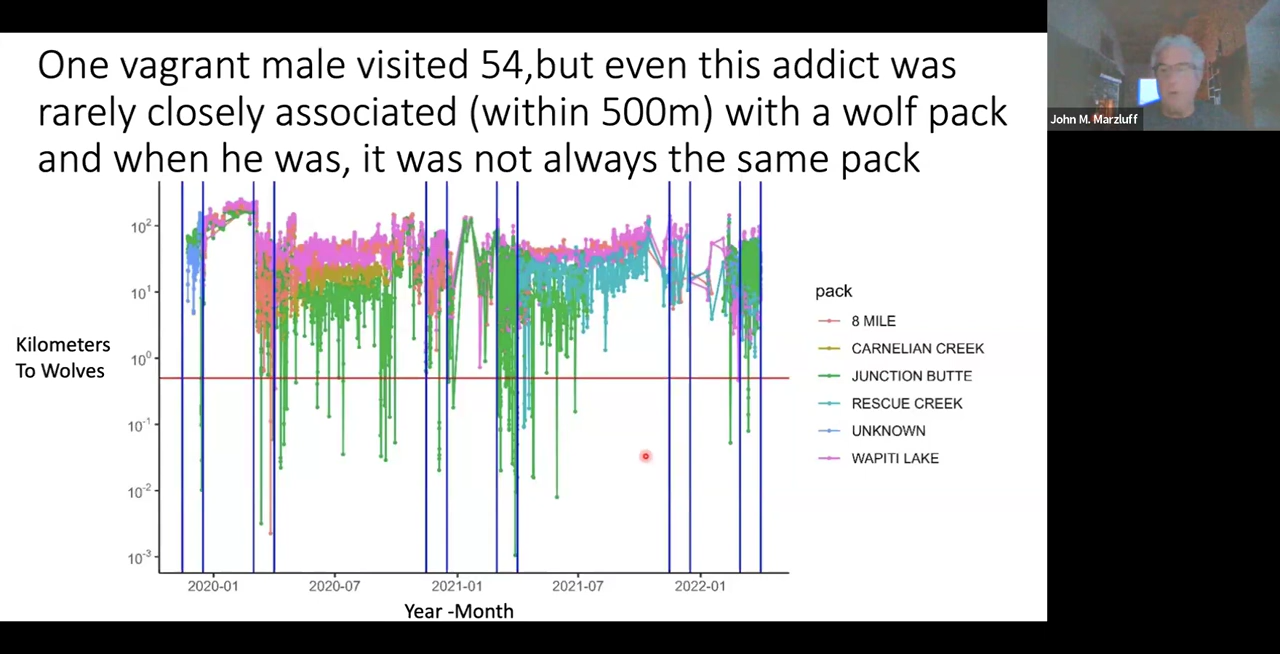 One vagrant male visited 54,but even this addict was
rarely closely associated (within 500m) with a wolf pack
and when he was, it was not always the same pack
John M. Marzluff
10²
10¹
10⁰
10⁻¹
10⁻²
10⁻³
Kilometers
To Wolves
2020-01
2020-07
2021-01
2021-07
2022-01
Year -Month
pack
8 MILE
CARNELIAN CREEK
JUNCTION BUTTE
RESCUE CREEK
UNKNOWN
WAPITI LAKE